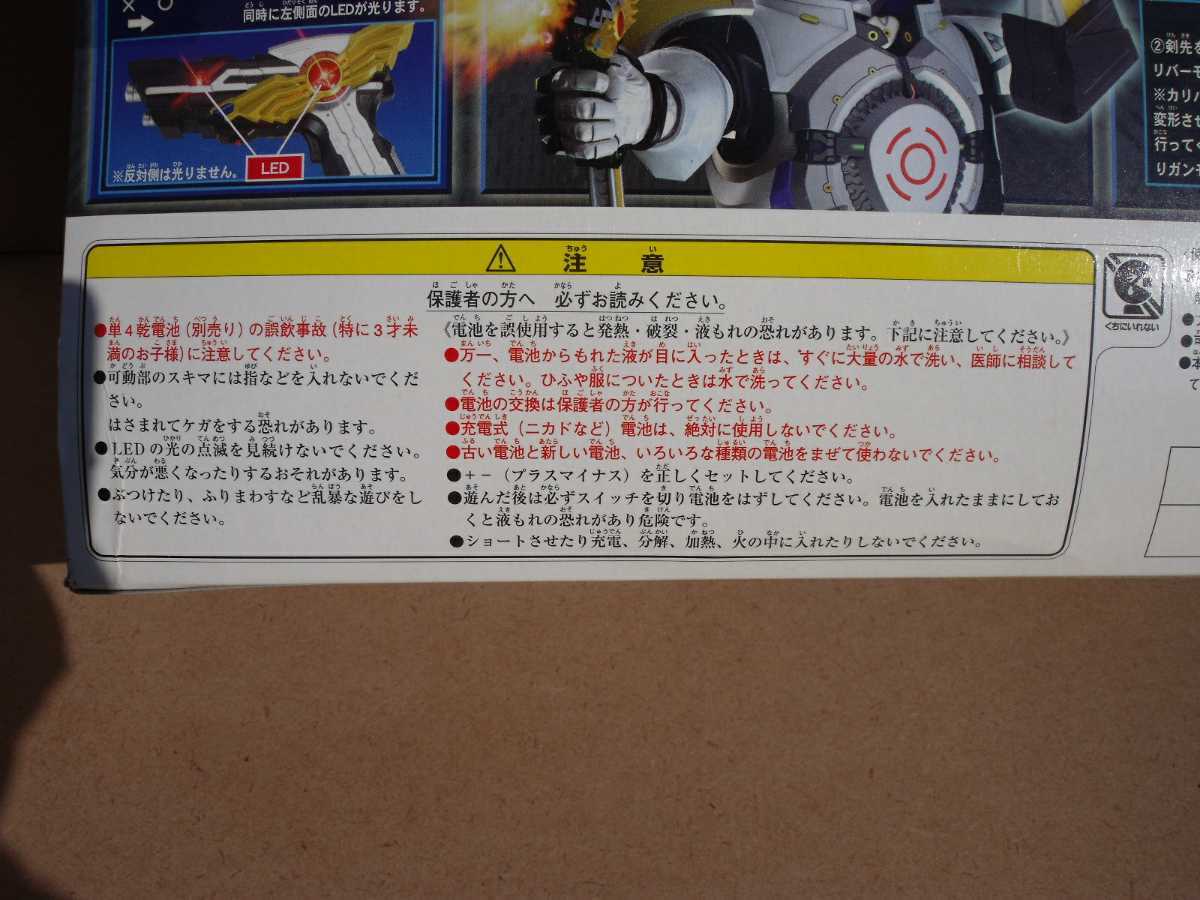 × ○
同時に左側面のLEDが光ります。
LED
※反対側は光りません。
②剣先を
リバーモ
※カリバ
変形させ
行ってく
りガンモ
⚠ 注意
保護者の方へ 必ずお読みください。
●単4乾電池(別売り)の誤飲事故(特に3才未
満のお子様)に注意してください。
●可動部のスキマには指などを入れないでくだ
さい。
はさまれてケガをする恐れがあります。
●LEDの光の点滅を見続けないでください。
気分が悪くなったりするおそれがあります。
●ぶつけたり、ふりまわすなど乱暴な遊びをし
ないでください。
《電池を誤使用すると発熱・破裂・液もれの恐れがあります。下記に注意してください。》
●万一、電池からもれた液が目に入ったときは、すぐに大量の水で洗い、医師に相談して
ください。ひふや服についたときは水で洗ってください。
●電池の交換は保護者の方が行ってください。
●充電式(ニカドなど)電池は、絶対に使用しないでください。
●古い電池と新しい電池、いろいろな種類の電池をまぜて使わないでください。
●+−(プラスマイナス)を正しくセットしてください。
●遊んだ後は必ずスイッチを切り電池をはずしてください。電池を入れたままにしてお
くと液もれの恐れがあり危険です。
●ショートさせたり充電、分解、加熱、火の中に入れたりしないでください。
くちにいれない